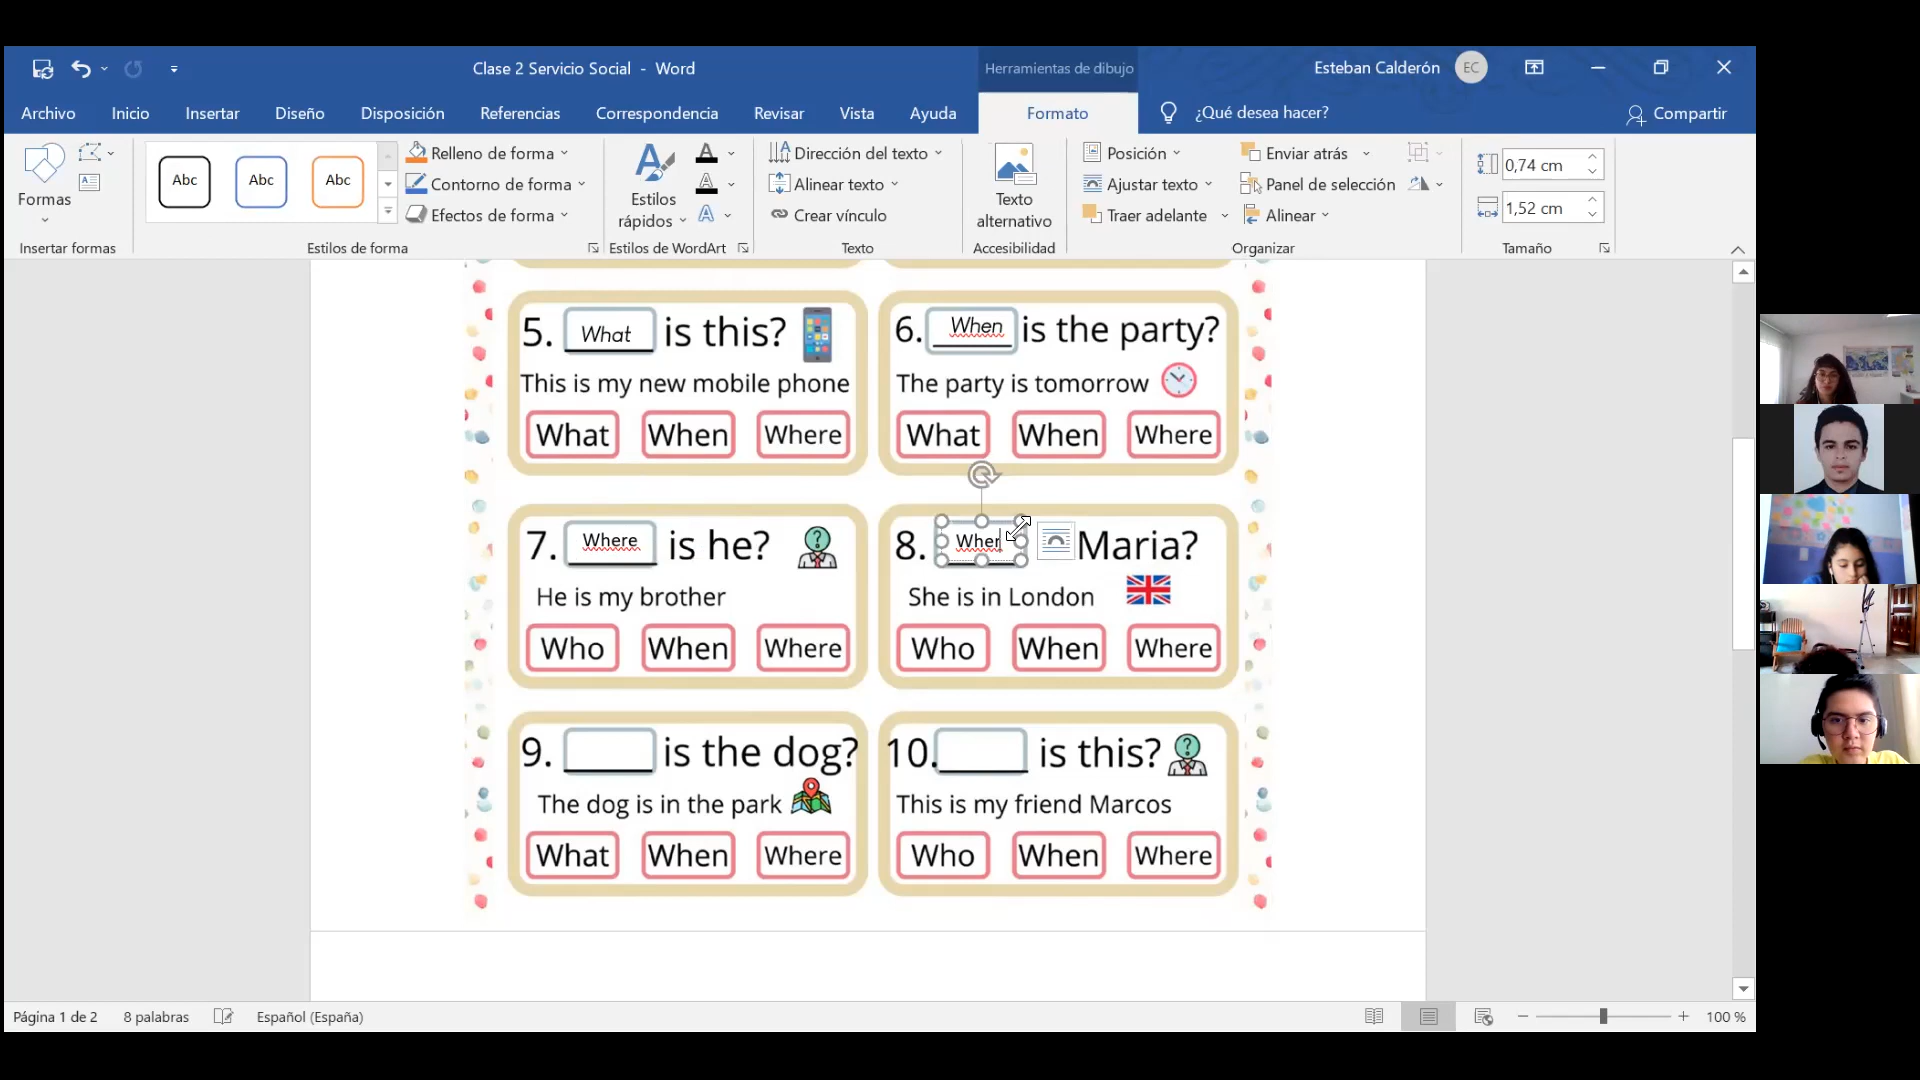 Clase 2 Servicio Social - Word
Herramientas de dibujo
Esteban Calderón
EC
Archivo
Inicio
Insertar
Diseño
Disposición
Referencias
Correspondencia
Revisar
Vista
Ayuda
Formato
¿Qué desea hacer?
Compartir
Formas
Insertar formas
Abc
Abc
Abc
Relleno de forma
Contorno de forma
Efectos de forma
Estilos de forma
Estilos
rápidos
Estilos de WordArt
Dirección del texto
Alinear texto
Crear vínculo
Texto
Texto
alternativo
Accesibilidad
Posición
Ajustar texto
Traer adelante
Enviar atrás
Panel de selección
Alinear
Organizar
0,74 cm
1,52 cm
Tamaño
5. What is this?
This is my new mobile phone
What When Where
6. When is the party?
The party is tomorrow
What When Where
7. Where is he?
He is my brother
Who When Where
8. Wher Maria?
She is in London
Who When Where
9. is the dog?
The dog is in the park
What When Where
10. is this?
This is my friend Marcos
Who When Where
Página 1 de 2
8 palabras
Español (España)
100 %